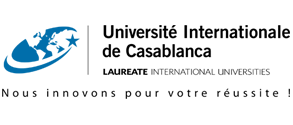 Université Internationale
de Casablanca
LAUREATE INTERNATIONAL UNIVERSITIES
Nous innovons pour votre réussite !